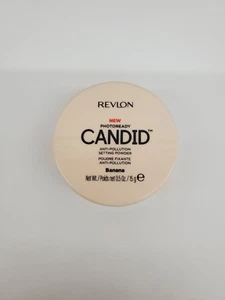 REVLON
NEW
PHOTOREADY
CANDID™
ANTI-POLLUTION
SETTING POWDER
POUDRE FIXANTE
ANTI-POLLUTION
Banana
Net Wt./Poids net 0.5 Oz. / 15 g ℮